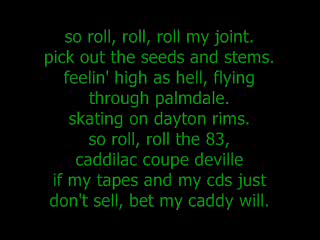 so roll, roll, roll my joint.
pick out the seeds and stems.
feelin' high as hell, flying
through palmdale.
skating on dayton rims.
so roll, roll the 83,
caddilac coupe deville
if my tapes and my cds just
don't sell, bet my caddy will.